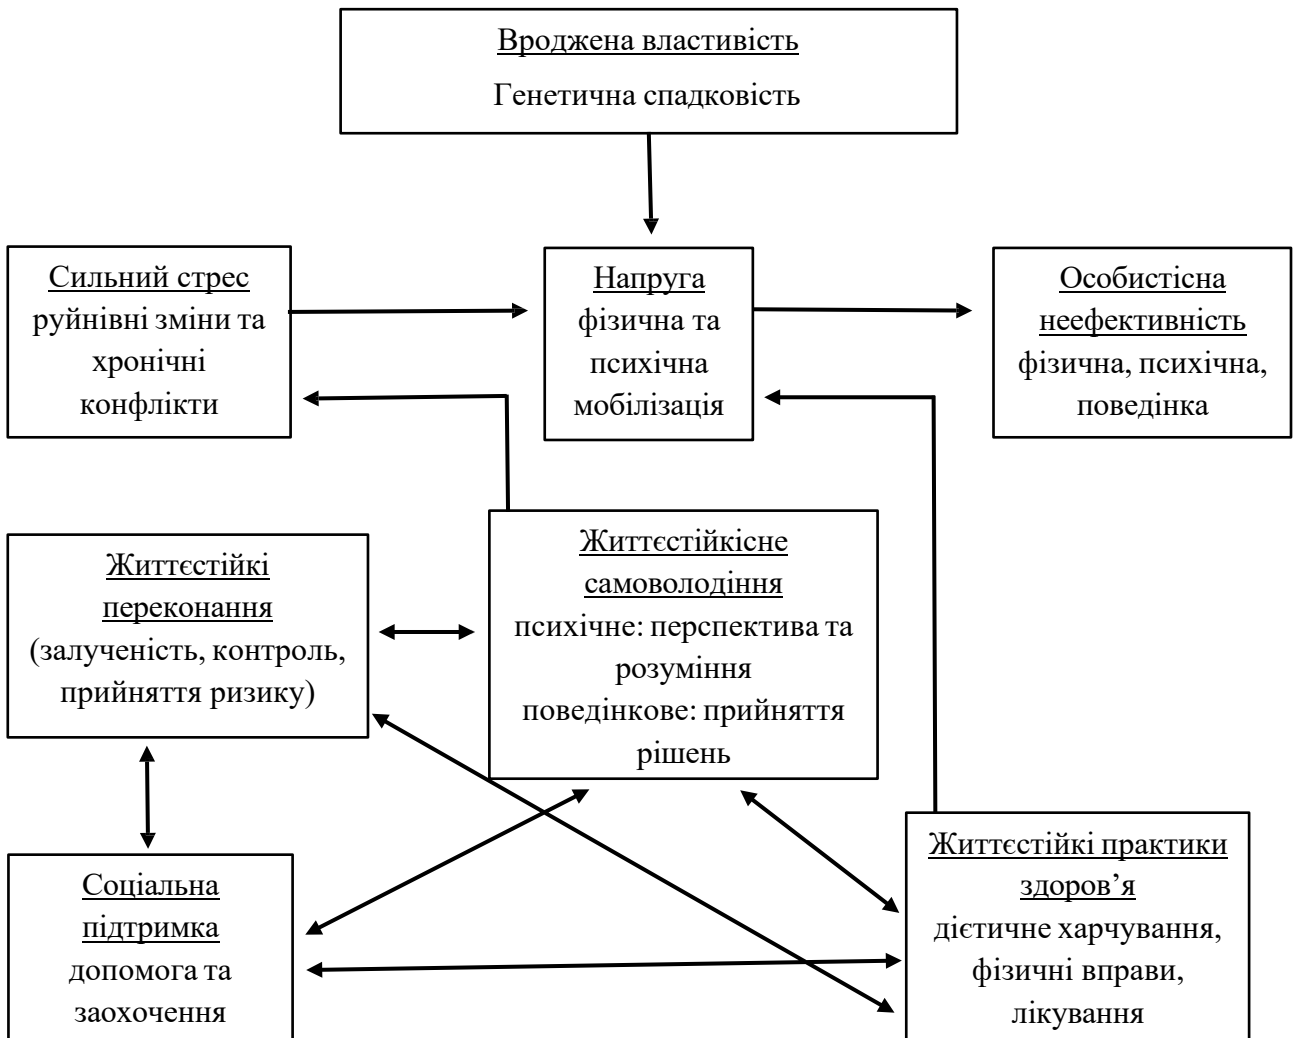 Вроджена властивість
Генетична спадковість
Сильний стрес
руйнівні зміни та
хронічні
конфлікти
Напруга
фізична та
психічна
мобілізація
Особистісна
неефективність
фізична, психічна,
поведінка
Життєстійкі
переконання
(залученість, контроль,
прийняття ризику)
Життєстійкісне
самоволодіння
психічне: перспектива та
розуміння
поведінкове: прийняття
рішень
Соціальна
підтримка
допомога та
заохочення
Життєстійкі практики
здоров’я
дієтичне харчування,
фізичні вправи,
лікування